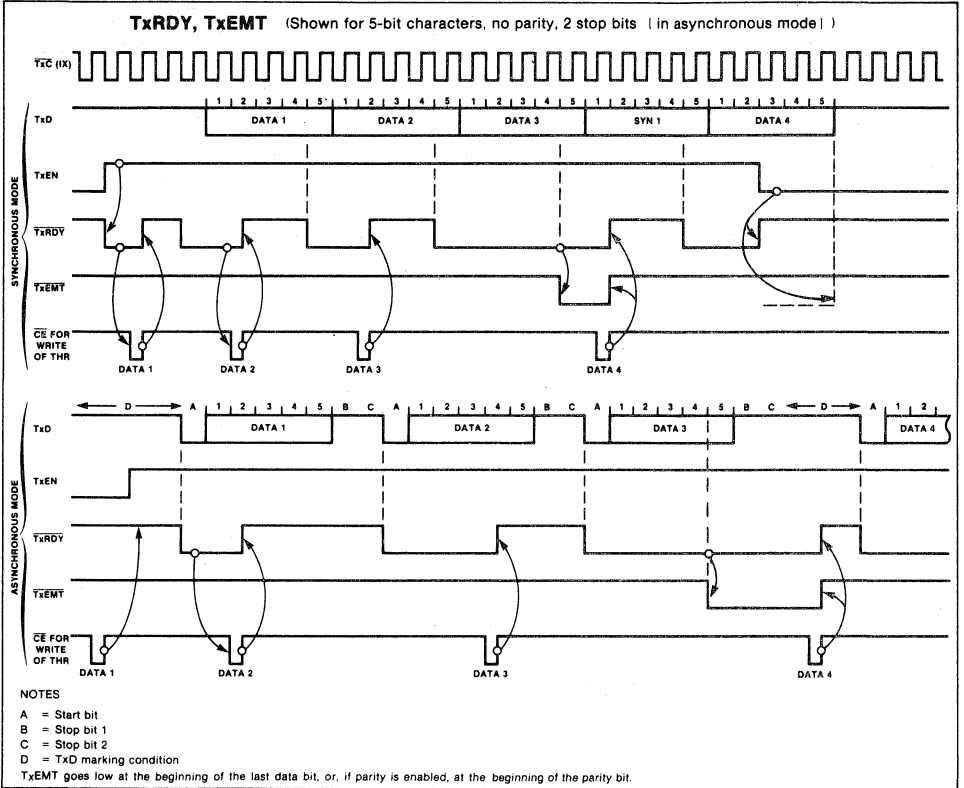 TxRDY, TxEMT (Shown for 5-bit characters, no parity, 2 stop bits [in asynchronous mode])
TxC (IX)
SYNCHRONOUS MODE
1 2 3 4 5 1 2 3 4 5 1 2 3 4 5 1 2 3 4 5 1 2 3 4 5
TxD DATA 1 DATA 2 DATA 3 SYN 1 DATA 4
TxEN
TxRDY
TxEMT
CE FOR
WRITE
OF THR
DATA 1 DATA 2 DATA 3 DATA 4
ASYNCHRONOUS MODE
D A 1 2 3 4 5 B C A 1 2 3 4 5 B C A 1 2 3 4 5 B C D A 1 2
TxD DATA 1 DATA 2 DATA 3 DATA 4
TxEN
TxRDY
TxEMT
CE FOR
WRITE
OF THR
DATA 1 DATA 2 DATA 3 DATA 4
NOTES
A = Start bit
B = Stop bit 1
C = Stop bit 2
D = TxD marking condition
TxEMT goes low at the beginning of the last data bit, or, if parity is enabled, at the beginning of the parity bit.